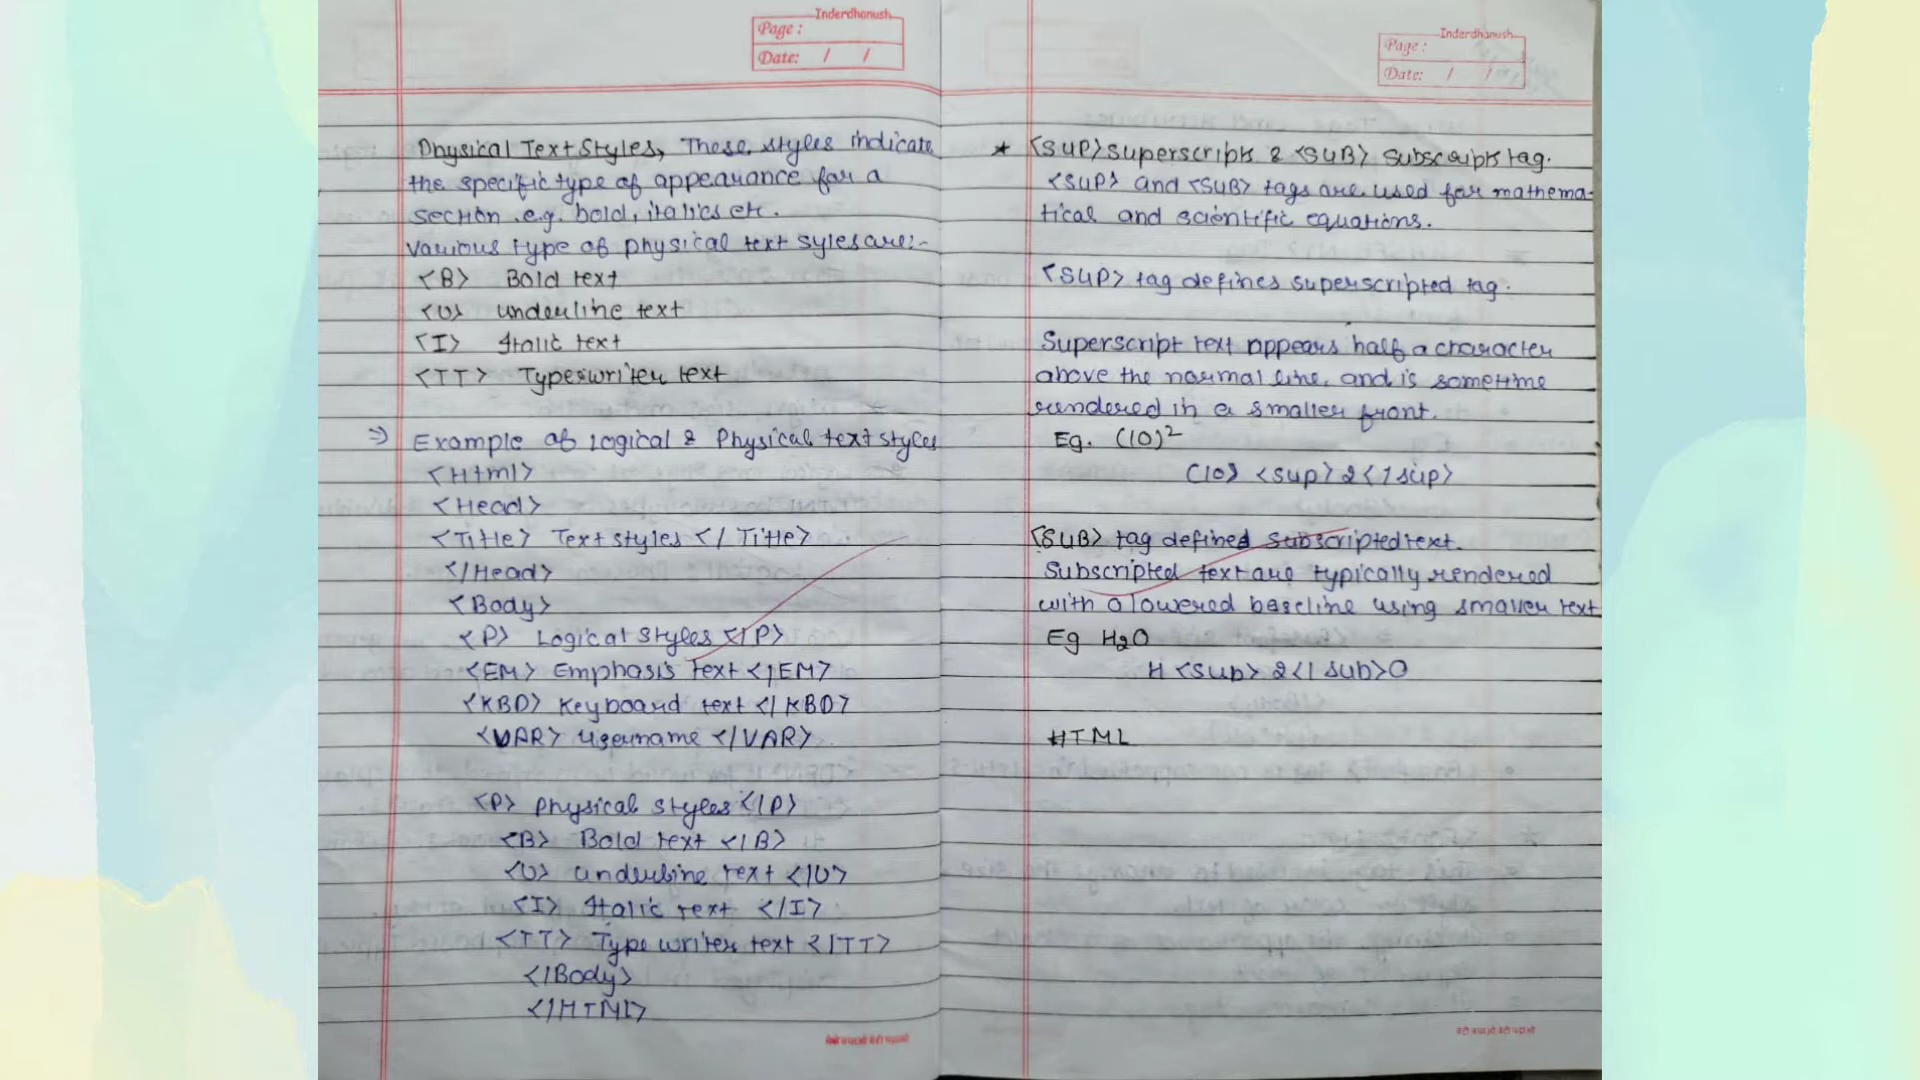 Inderdhanush
Page :
Date: / /
Physical Text Styles, These styles indicate
the specific type of appearance for a
section .e.g. bold, italics etc.
Various type of physical text syles are:-
<B> Bold text
<U> underline text
<I> Italic text
<TT> Typerwriter text
=> Example of Logical & Physical text styles
<Html>
<Head>
<Title> Text styles </Title>
</Head>
<Body>
<P> Logical Styles </P>
<EM> Emphasis text </EM>
<KBD> Keyboard text </KBD>
<VAR> Username </VAR>
<P> physical styles </P>
<B> Bold text </B>
<U> underline text </U>
<I> Italic text </I>
<TT> Type writer text </TT>
</Body>
</HTML>
बेटी बचाओ बेटी पढ़ाओ
Inderdhanush
Page :
Date: / /
* <SUP> superscripts & <SUB> subscripts tag.
<SUP> and <SUB> tags are used for mathema-
tical and scientific equations.
<SUP> tag defines superscripted tag.
Superscript text appears half a character
above the normal line, and is sometime
rendered in a smaller front.
Eg. (10)²
(10) <sup> 2 </sup>
<SUB> tag defined subscripted text.
Subscripted text are typically rendered
with a lowered baseline using smaller text
Eg H₂O
H <sub> 2 </sub> O
HTML
बेटी बचाओ बेटी पढ़ाओ